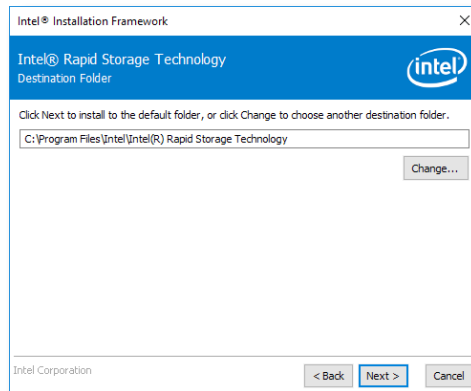 Intel® Installation Framework
Intel® Rapid Storage Technology
Destination Folder
intel
Click Next to install to the default folder, or click Change to choose another destination folder.
C:\Program Files\Intel\Intel(R) Rapid Storage Technology
Change...
Intel Corporation
< Back
Next >
Cancel